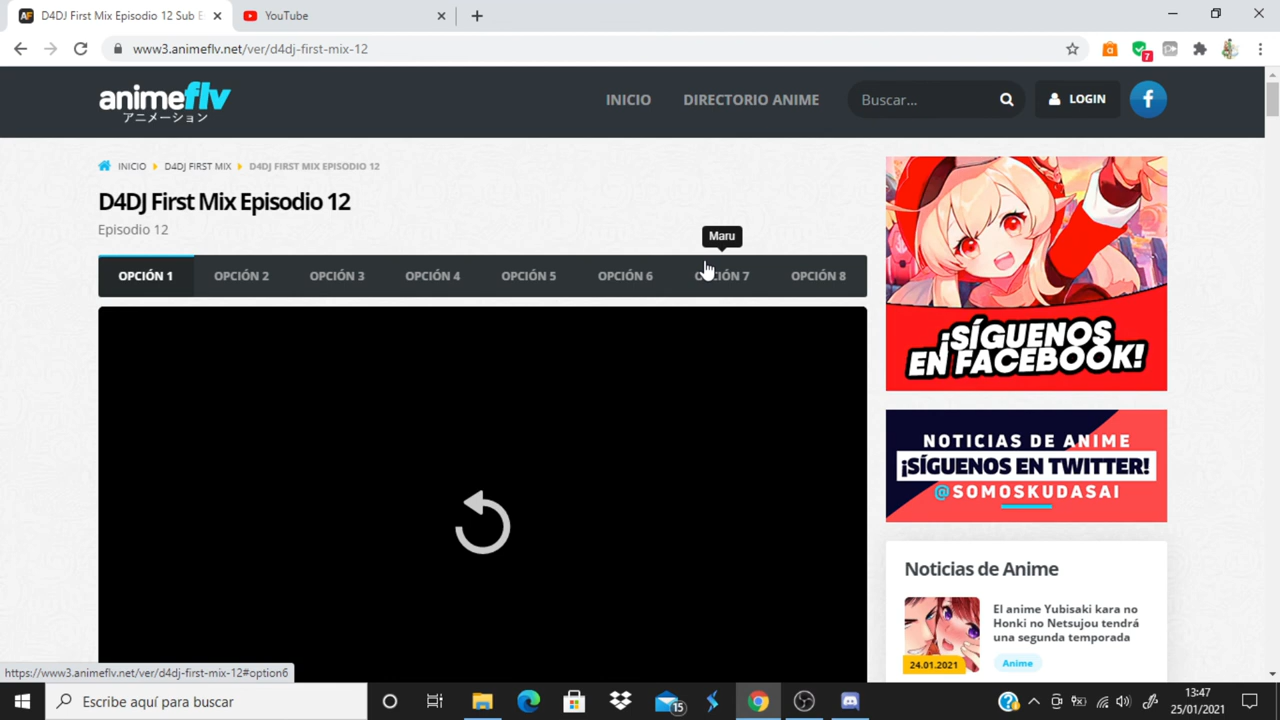 D4DJ First Mix Episodio 12 Sub E
YouTube
www3.animeflv.net/ver/d4dj-first-mix-12
7
animeflv
アニメーション
INICIO
DIRECTORIO ANIME
Buscar...
LOGIN
INICIO
D4DJ FIRST MIX
D4DJ FIRST MIX EPISODIO 12
D4DJ First Mix Episodio 12
Episodio 12
Maru
OPCIÓN 1
OPCIÓN 2
OPCIÓN 3
OPCIÓN 4
OPCIÓN 5
OPCIÓN 6
OPCIÓN 7
OPCIÓN 8
¡SÍGUENOS
EN FACEBOOK!
NOTICIAS DE ANIME
¡SÍGUENOS EN TWITTER!
@SOMOSKUDASAI
Noticias de Anime
El anime Yubisaki kara no
Honki no Netsujou tendrá
una segunda temporada
24.01.2021
Anime
https://www3.animeflv.net/ver/d4dj-first-mix-12#option6
Escribe aquí para buscar
15
13:47
25/01/2021